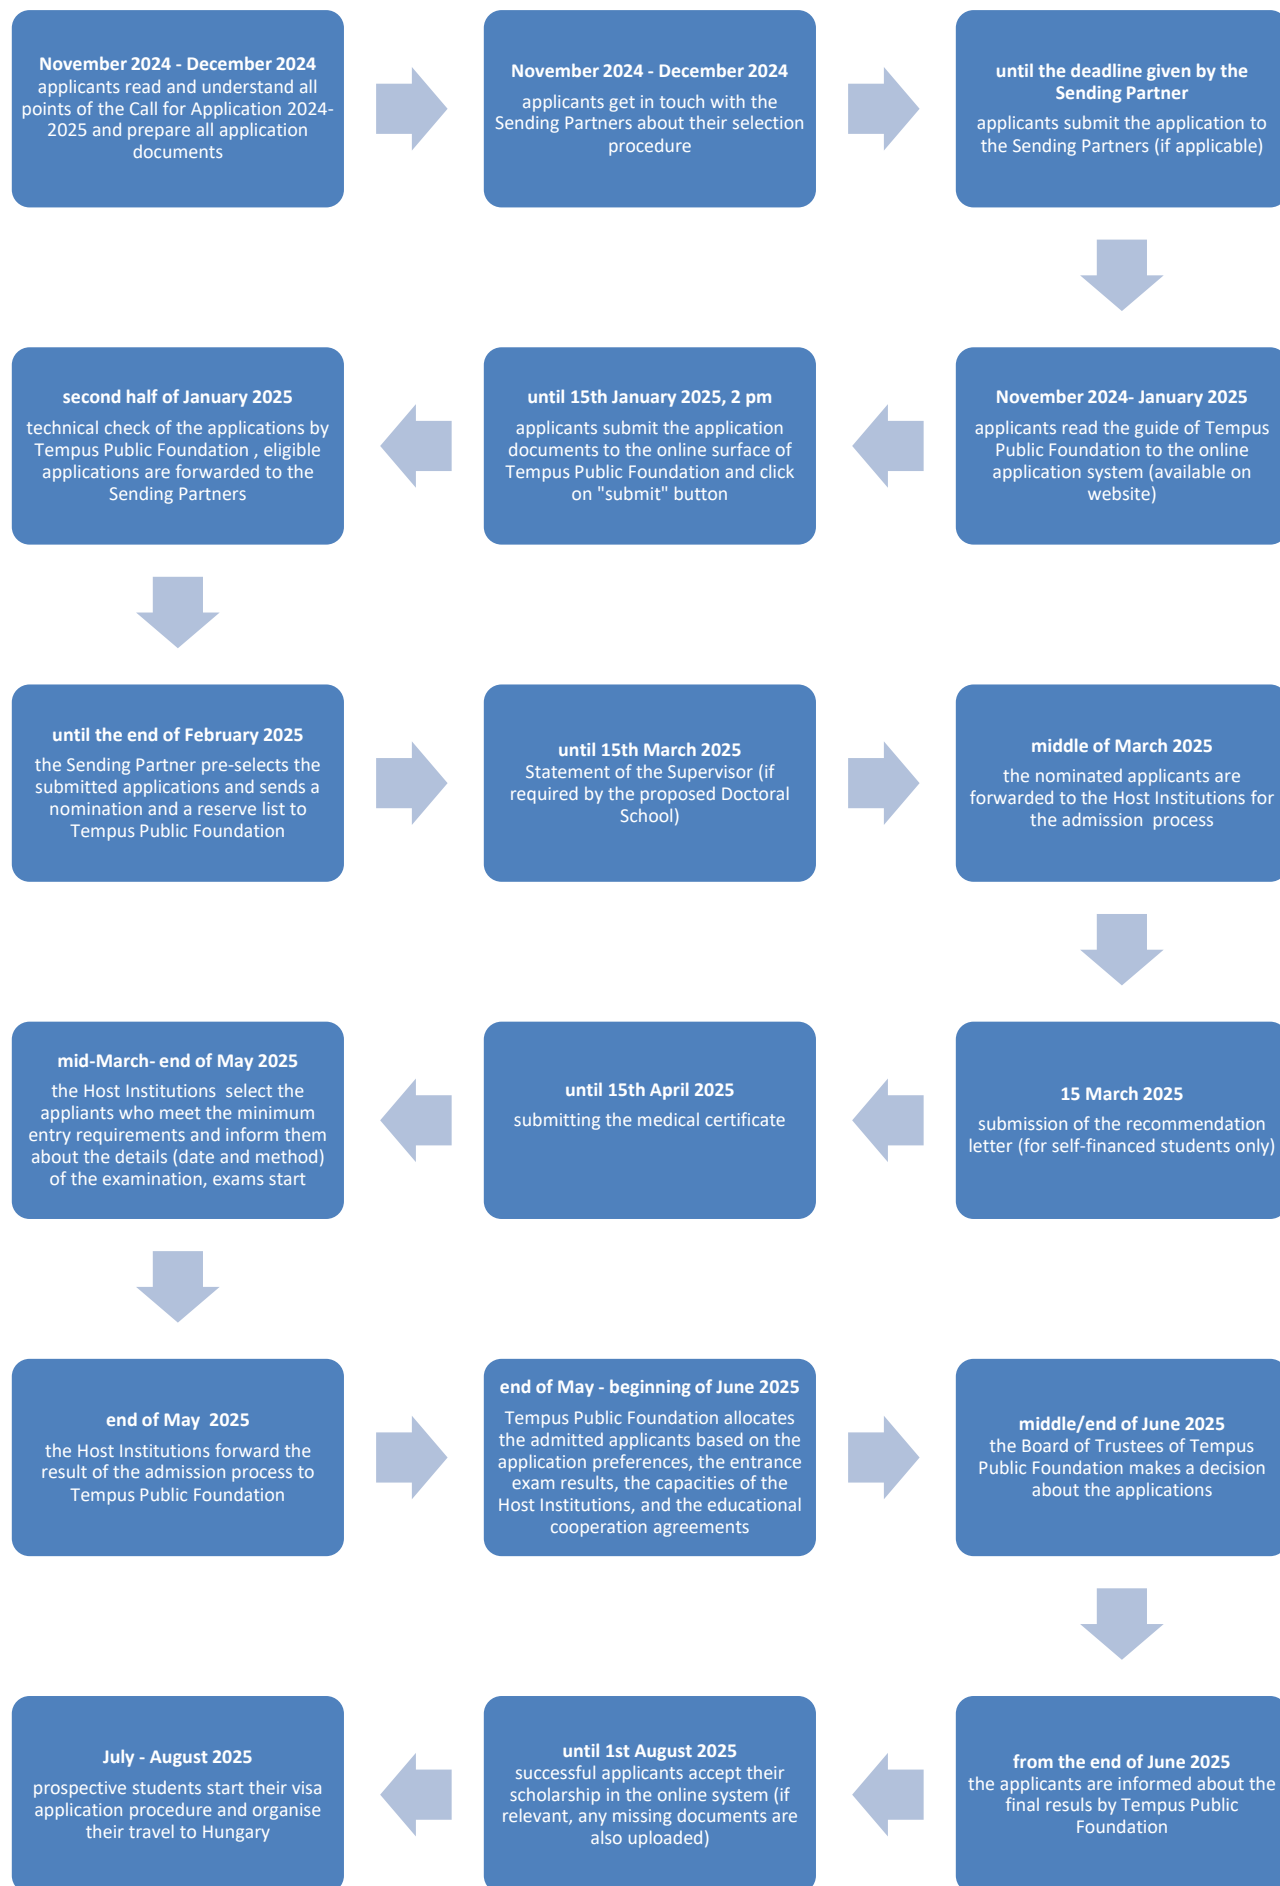 November 2024 - December 2024
applicants read and understand all
points of the Call for Application 2024-
2025 and prepare all application
documents
November 2024 - December 2024
applicants get in touch with the
Sending Partners about their selection
procedure
until the deadline given by the
Sending Partner
applicants submit the application to
the Sending Partners (if applicable)
November 2024- January 2025
applicants read the guide of Tempus
Public Foundation to the online
application system (available on
website)
until 15th January 2025, 2 pm
applicants submit the application
documents to the online surface of
Tempus Public Foundation and click
on "submit" button
second half of January 2025
technical check of the applications by
Tempus Public Foundation , eligible
applications are forwarded to the
Sending Partners
until the end of February 2025
the Sending Partner pre-selects the
submitted applications and sends a
nomination and a reserve list to
Tempus Public Foundation
until 15th March 2025
Statement of the Supervisor (if
required by the proposed Doctoral
School)
middle of March 2025
the nominated applicants are
forwarded to the Host Institutions for
the admission process
15 March 2025
submission of the recommendation
letter (for self-financed students only)
until 15th April 2025
submitting the medical certificate
mid-March- end of May 2025
the Host Institutions select the
appliants who meet the minimum
entry requirements and inform them
about the details (date and method)
of the examination, exams start
end of May 2025
the Host Institutions forward the
result of the admission process to
Tempus Public Foundation
end of May - beginning of June 2025
Tempus Public Foundation allocates
the admitted applicants based on the
application preferences, the entrance
exam results, the capacities of the
Host Institutions, and the educational
cooperation agreements
middle/end of June 2025
the Board of Trustees of Tempus
Public Foundation makes a decision
about the applications
from the end of June 2025
the applicants are informed about the
final resuls by Tempus Public
Foundation
until 1st August 2025
successful applicants accept their
scholarship in the online system (if
relevant, any missing documents are
also uploaded)
July - August 2025
prospective students start their visa
application procedure and organise
their travel to Hungary